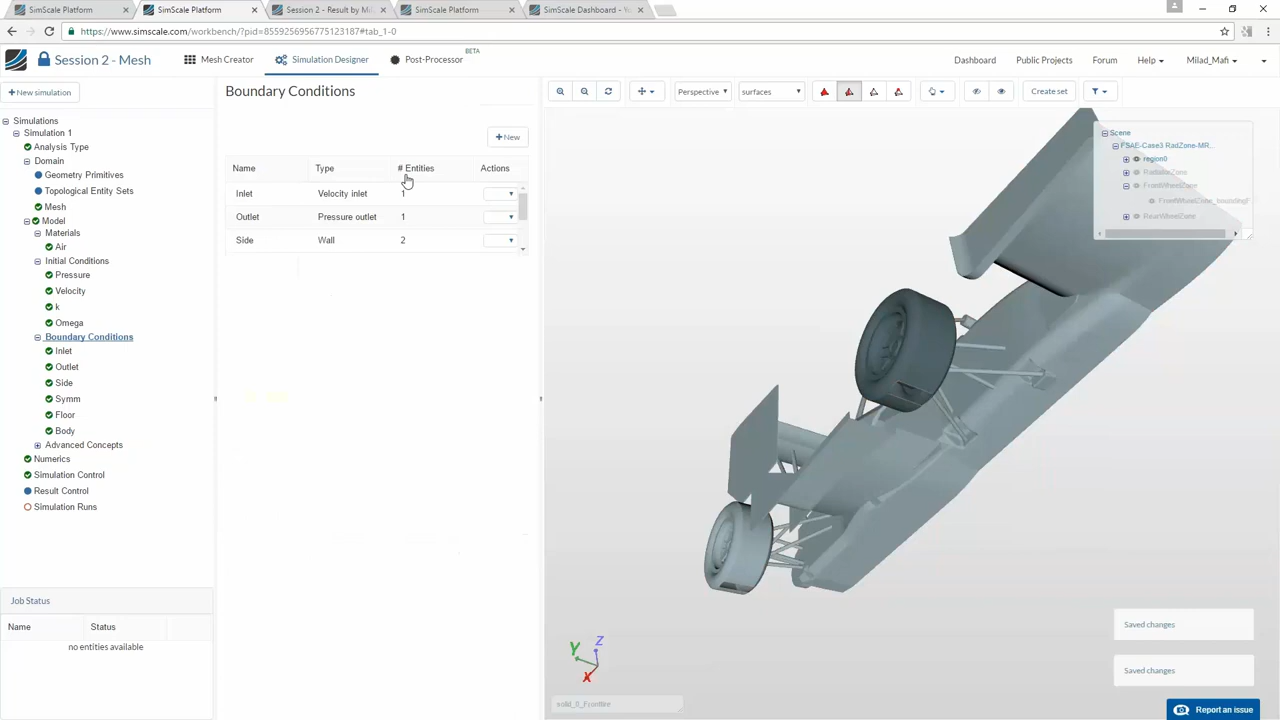 SimScale Platform
SimScale Platform
Session 2 - Result by Mil
SimScale Platform
SimScale Dashboard - Yo
https://www.simscale.com/workbench/?pid=8559256956775123187#tab_1-0
Session 2 - Mesh
Mesh Creator
Simulation Designer
Post-Processor
BETA
Dashboard
Public Projects
Forum
Help
Milad_Mafi
New simulation
Boundary Conditions
Perspective
surfaces
Create set
Simulations
Simulation 1
Analysis Type
Domain
Geometry Primitives
Topological Entity Sets
Mesh
Model
Materials
Air
Initial Conditions
Pressure
Velocity
k
Omega
Boundary Conditions
Inlet
Outlet
Side
Symm
Floor
Body
Advanced Concepts
Numerics
Simulation Control
Result Control
Simulation Runs
New
Name Type # Entities Actions
Inlet Velocity inlet 1
Outlet Pressure outlet 1
Side Wall 2
Scene
FSAE-Case3 RadZone-MR...
region0
RadiatorZone
FrontWheelZone
FrontWheelZone_boundingF
RearWheelZone
Job Status
Name Status
no entities available
Y
Z
X
solid_0_Fronttire
Saved changes
Saved changes
Report an issue